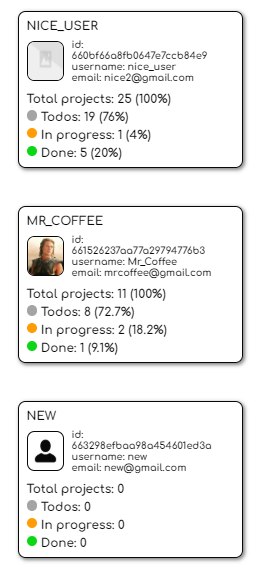 NICE_USER
id:
660bf66a8fb0647e7ccb84e9
username: nice_user
email: nice2@gmail.com
Total projects: 25 (100%)
Todos: 19 (76%)
In progress: 1 (4%)
Done: 5 (20%)
MR_COFFEE
id:
661526237aa77a29794776b3
username: Mr_Coffee
email: mrcoffee@gmail.com
Total projects: 11 (100%)
Todos: 8 (72.7%)
In progress: 2 (18.2%)
Done: 1 (9.1%)
NEW
id:
663298efbaa98a454601ed3a
username: new
email: new@gmail.com
Total projects: 0
Todos: 0
In progress: 0
Done: 0